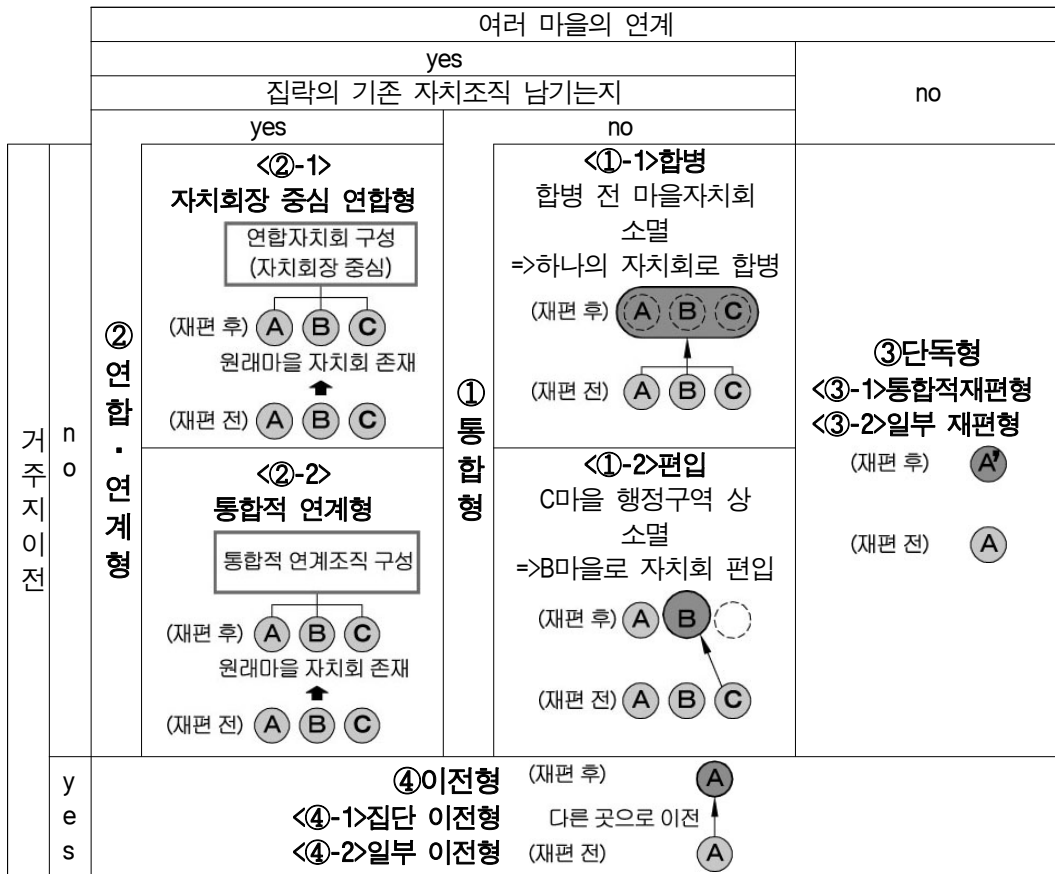 여러 마을의 연계
yes
no
집락의 기존 자치조직 남기는지
yes
no
거주지이전
no
②연합·연계형
<②-1>
자치회장 중심 연합형
연합자치회 구성
(자치회장 중심)
(재편 후) A B C
원래마을 자치회 존재
(재편 전) A B C
<②-2>
통합적 연계형
통합적 연계조직 구성
(재편 후) A B C
원래마을 자치회 존재
(재편 전) A B C
①통합형
<①-1>합병
합병 전 마을자치회
소멸
=>하나의 자치회로 합병
(재편 후) A B C
(재편 전) A B C
<①-2>편입
C마을 행정구역 상
소멸
=>B마을로 자치회 편입
(재편 후) A B
(재편 전) A B C
③단독형
<③-1>통합적재편형
<③-2>일부 재편형
(재편 후) A'
(재편 전) A
yes
④이전형
<④-1>집단 이전형
<④-2>일부 이전형
(재편 후) A
다른 곳으로 이전
(재편 전) A